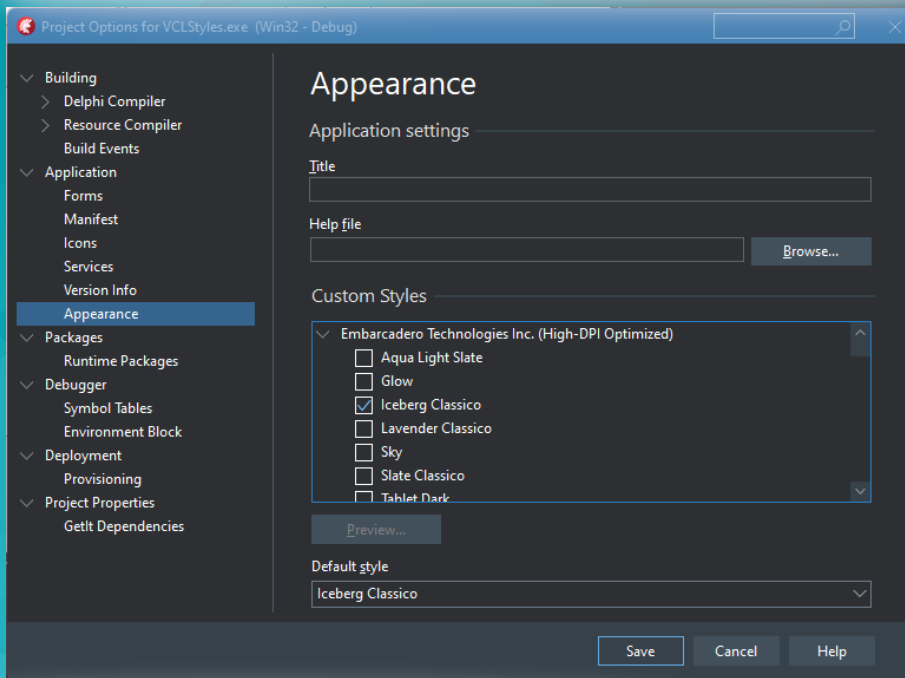 Project Options for VCLStyles.exe (Win32 - Debug)
Building
Delphi Compiler
Resource Compiler
Build Events
Application
Forms
Manifest
Icons
Services
Version Info
Appearance
Packages
Runtime Packages
Debugger
Symbol Tables
Environment Block
Deployment
Provisioning
Project Properties
GetIt Dependencies
Appearance
Application settings
Title
Help file
Browse...
Custom Styles
Embarcadero Technologies Inc. (High-DPI Optimized)
Aqua Light Slate
Glow
Iceberg Classico
Lavender Classico
Sky
Slate Classico
Tablet Dark
Preview...
Default style
Iceberg Classico
Save
Cancel
Help